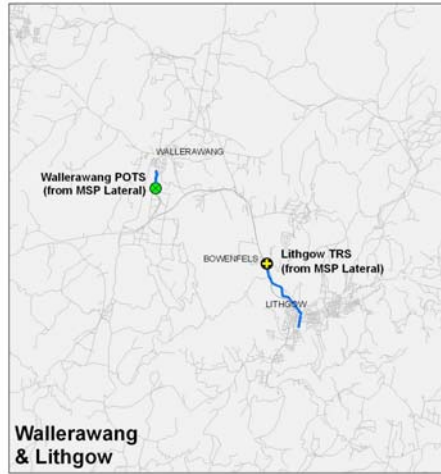 WALLERAWANG
Wallerawang POTS
(from MSP Lateral)
BOWENFELS
Lithgow TRS
(from MSP Lateral)
LITHGOW
Wallerawang
& Lithgow